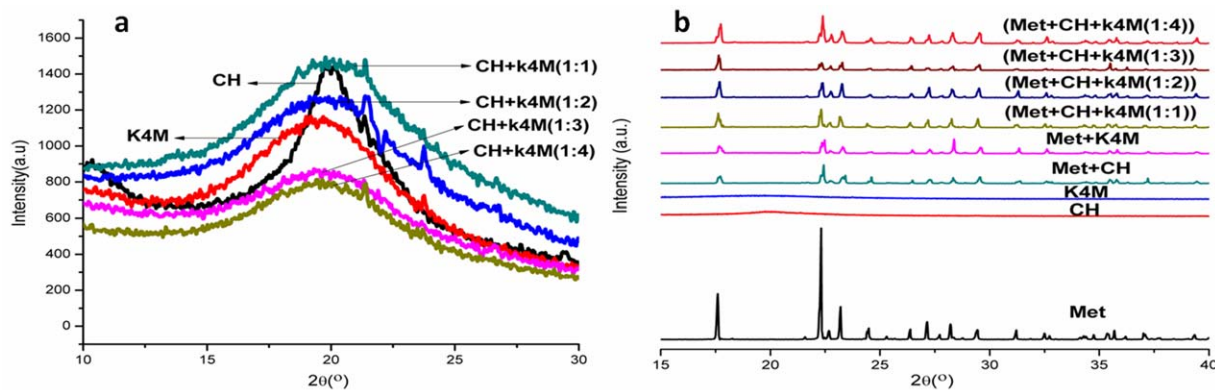 a
Intensity(a.u)
1600
1400
1200
1000
800
600
400
200
0
CH
K4M
CH+k4M(1:1)
CH+k4M(1:2)
CH+k4M(1:3)
CH+k4M(1:4)
10 15 20 25 30
2θ(º)
b
Intensity (a.u.)
(Met+CH+k4M(1:4))
(Met+CH+k4M(1:3))
(Met+CH+k4M(1:2))
(Met+CH+k4M(1:1))
Met+K4M
Met+CH
K4M
CH
Met
15 20 25 30 35 40
2θ(º)